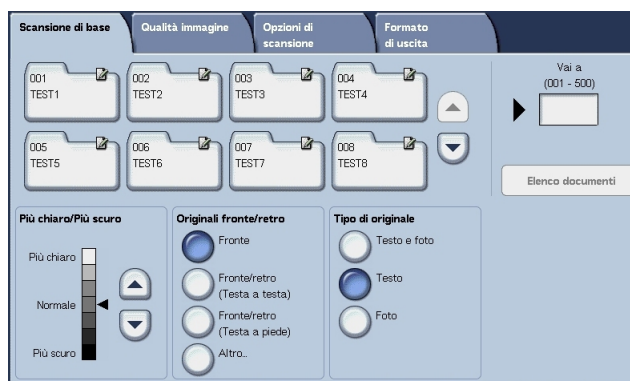 Scansione di base
Qualità immagine
Opzioni di
scansione
Formato
di uscita
001
TEST1
002
TEST2
003
TEST3
004
TEST4
Vai a
(001 - 500)
005
TEST5
006
TEST6
007
TEST7
008
TEST8
Elenco documenti
Più chiaro/Più scuro
Più chiaro
Normale
Più scuro
Originali fronte/retro
Fronte
Fronte/retro
(Testa a testa)
Fronte/retro
(Testa a piede)
Altro...
Tipo di originale
Testo e foto
Testo
Foto